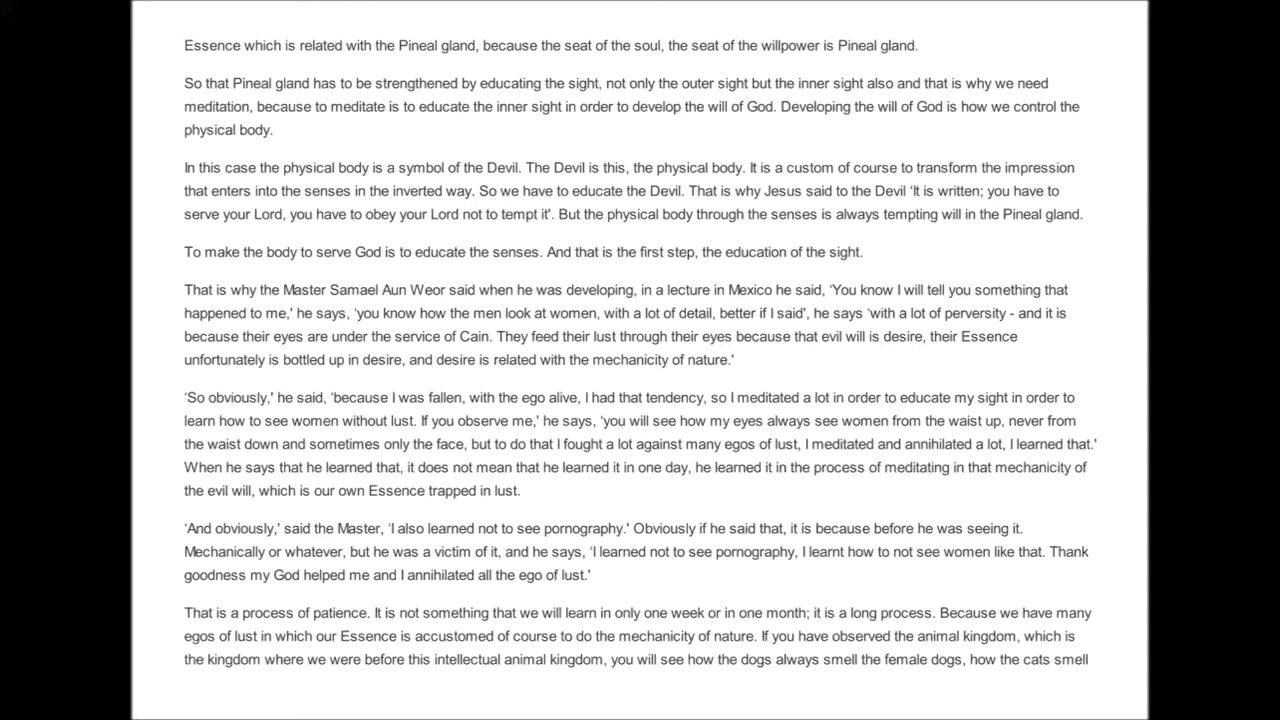 Essence which is related with the Pineal gland, because the seat of the soul, the seat of the willpower is Pineal gland.
So that Pineal gland has to be strengthened by educating the sight, not only the outer sight but the inner sight also and that is why we need
meditation, because to meditate is to educate the inner sight in order to develop the will of God. Developing the will of God is how we control the
physical body.
In this case the physical body is a symbol of the Devil. The Devil is this, the physical body. It is a custom of course to transform the impression
that enters into the senses in the inverted way. So we have to educate the Devil. That is why Jesus said to the Devil ‘It is written; you have to
serve your Lord, you have to obey your Lord not to tempt it'. But the physical body through the senses is always tempting will in the Pineal gland.
To make the body to serve God is to educate the senses. And that is the first step, the education of the sight.
That is why the Master Samael Aun Weor said when he was developing, in a lecture in Mexico he said, ‘You know I will tell you something that
happened to me,' he says, ‘you know how the men look at women, with a lot of detail, better if I said', he says ‘with a lot of perversity - and it is
because their eyes are under the service of Cain. They feed their lust through their eyes because that evil will is desire, their Essence
unfortunately is bottled up in desire, and desire is related with the mechanicity of nature.'
‘So obviously,' he said, ‘because I was fallen, with the ego alive, I had that tendency, so I meditated a lot in order to educate my sight in order to
learn how to see women without lust. If you observe me,' he says, ‘you will see how my eyes always see women from the waist up, never from
the waist down and sometimes only the face, but to do that I fought a lot against many egos of lust, I meditated and annihilated a lot, I learned that.'
When he says that he learned that, it does not mean that he learned it in one day, he learned it in the process of meditating in that mechanicity of
the evil will, which is our own Essence trapped in lust.
‘And obviously,' said the Master, ‘I also learned not to see pornography.' Obviously if he said that, it is because before he was seeing it.
Mechanically or whatever, but he was a victim of it, and he says, ‘I learned not to see pornography, I learnt how to not see women like that. Thank
goodness my God helped me and I annihilated all the ego of lust.'
That is a process of patience. It is not something that we will learn in only one week or in one month; it is a long process. Because we have many
egos of lust in which our Essence is accustomed of course to do the mechanicity of nature. If you have observed the animal kingdom, which is
the kingdom where we were before this intellectual animal kingdom, you will see how the dogs always smell the female dogs, how the cats smell